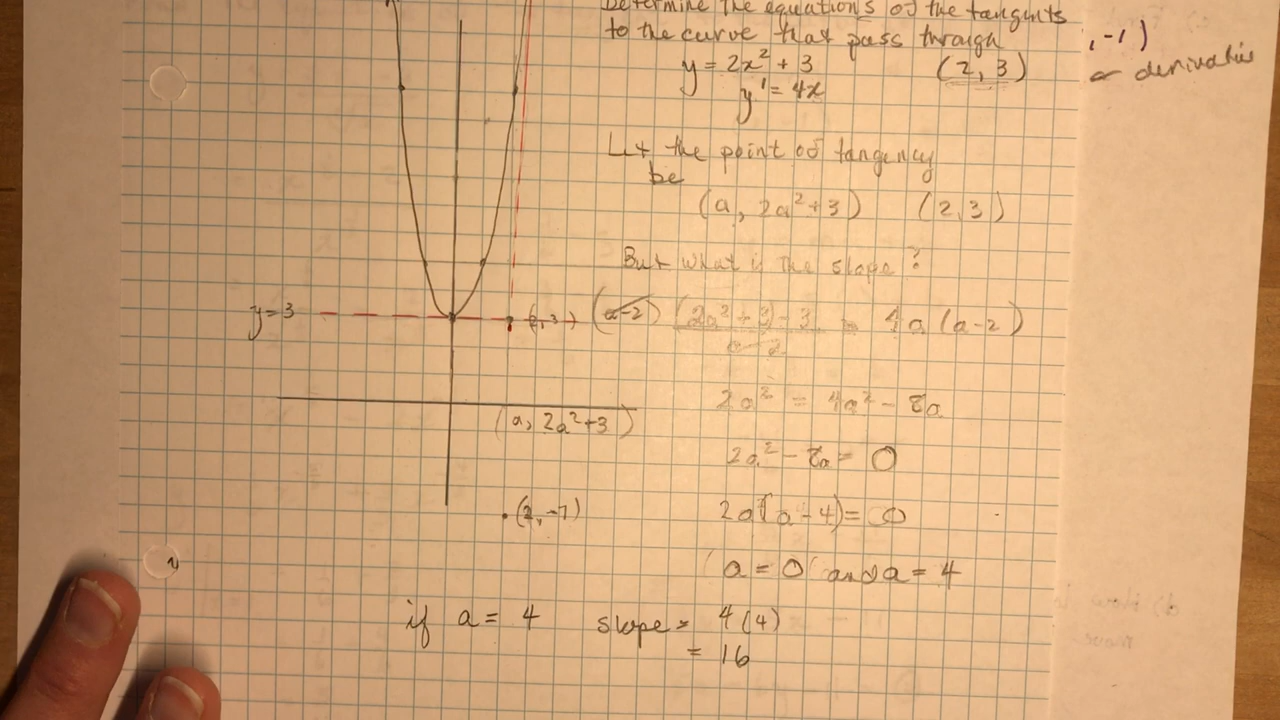 Determine the equations of the tangents
to the curve that pass through
, -1)
y = 2x² + 3 (2, 3)
derivative
y' = 4x
Let the point of tangency
be
(a, 2a²+3) (2,3)
But what is the slope?
y=3
(a-2) (2a²+3)-3 = 4a(a-2)
a-2
2a² = 4a² - 8a
(a, 2a²+3)
2a² - 8a = 0
(2, -7)
2a(a-4) = 0
a = 0 and a = 4
if a = 4 slope = 4(4)
= 16